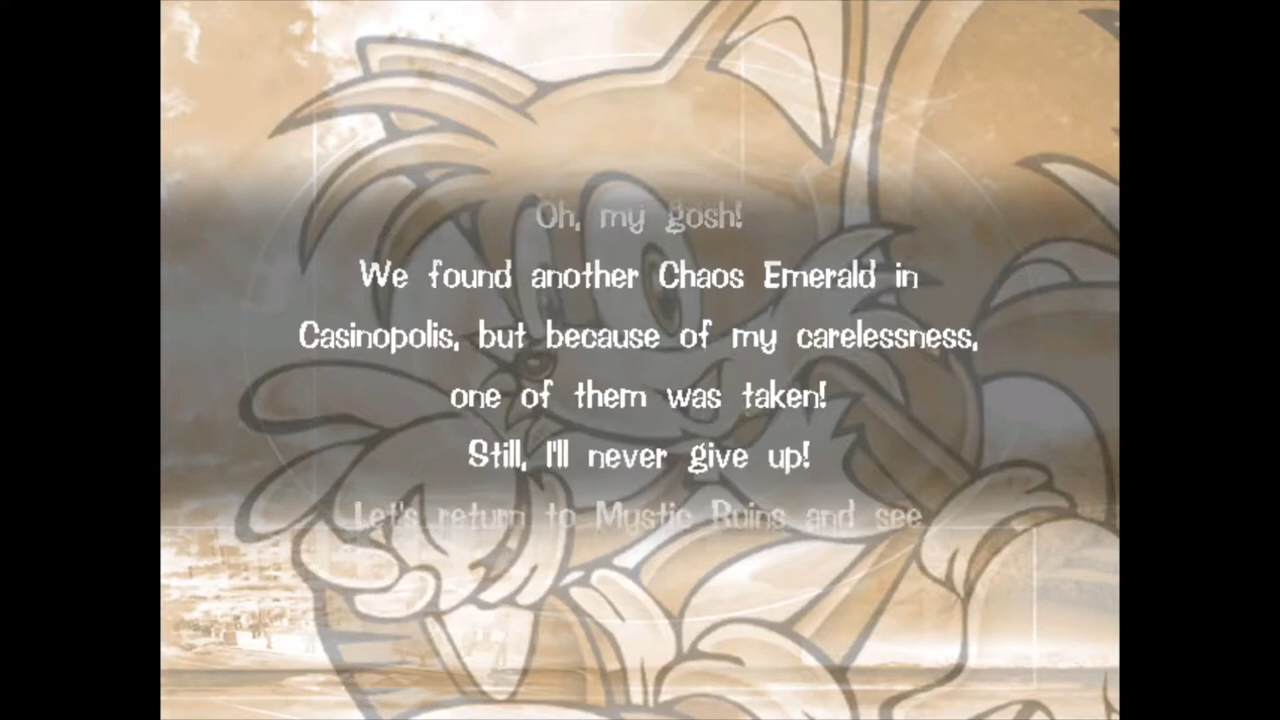 Oh, my gosh!
We found another Chaos Emerald in
Casinopolis, but because of my carelessness,
one of them was taken!
Still, I'll never give up!
Let's return to Mystic Ruins and see